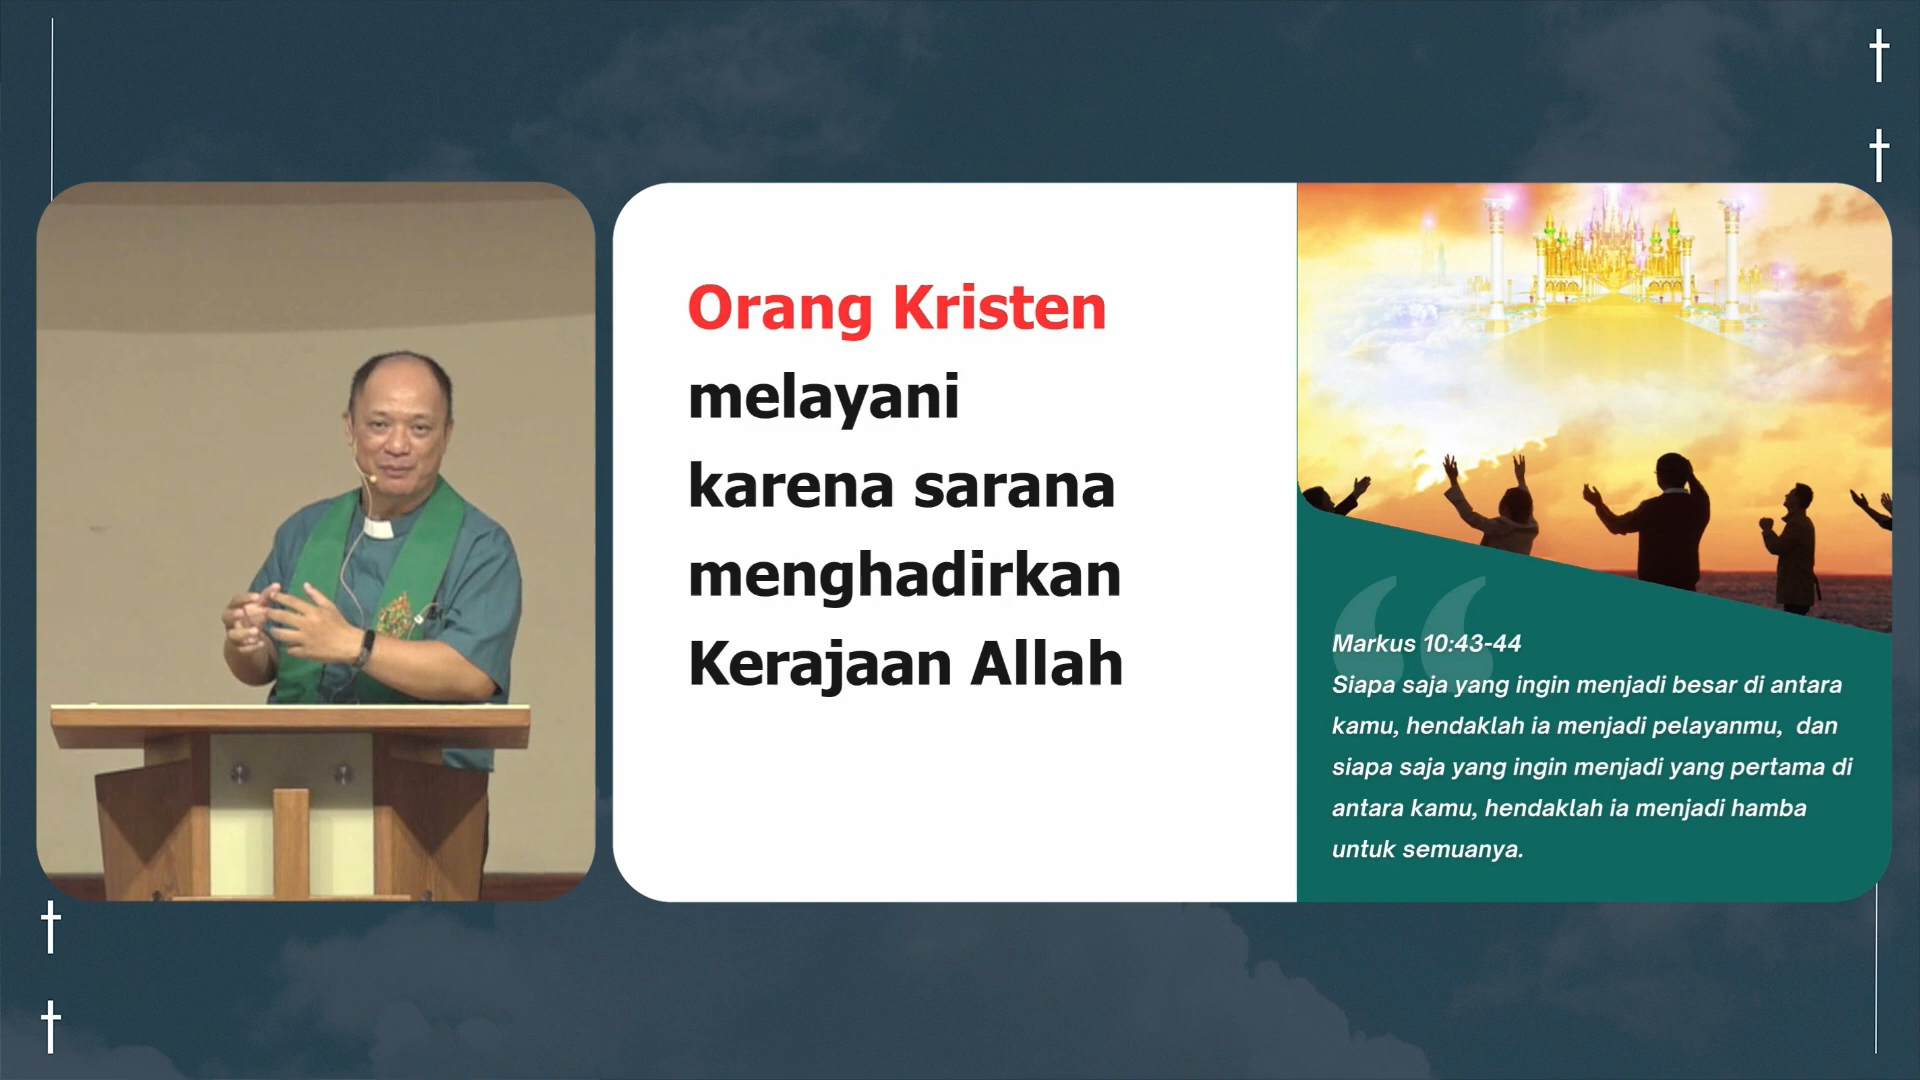 Orang Kristen
melayani
karena sarana
menghadirkan
Kerajaan Allah
Markus 10:43-44
Siapa saja yang ingin menjadi besar di antara
kamu, hendaklah ia menjadi pelayanmu,  dan
siapa saja yang ingin menjadi yang pertama di
antara kamu, hendaklah ia menjadi hamba
untuk semuanya.